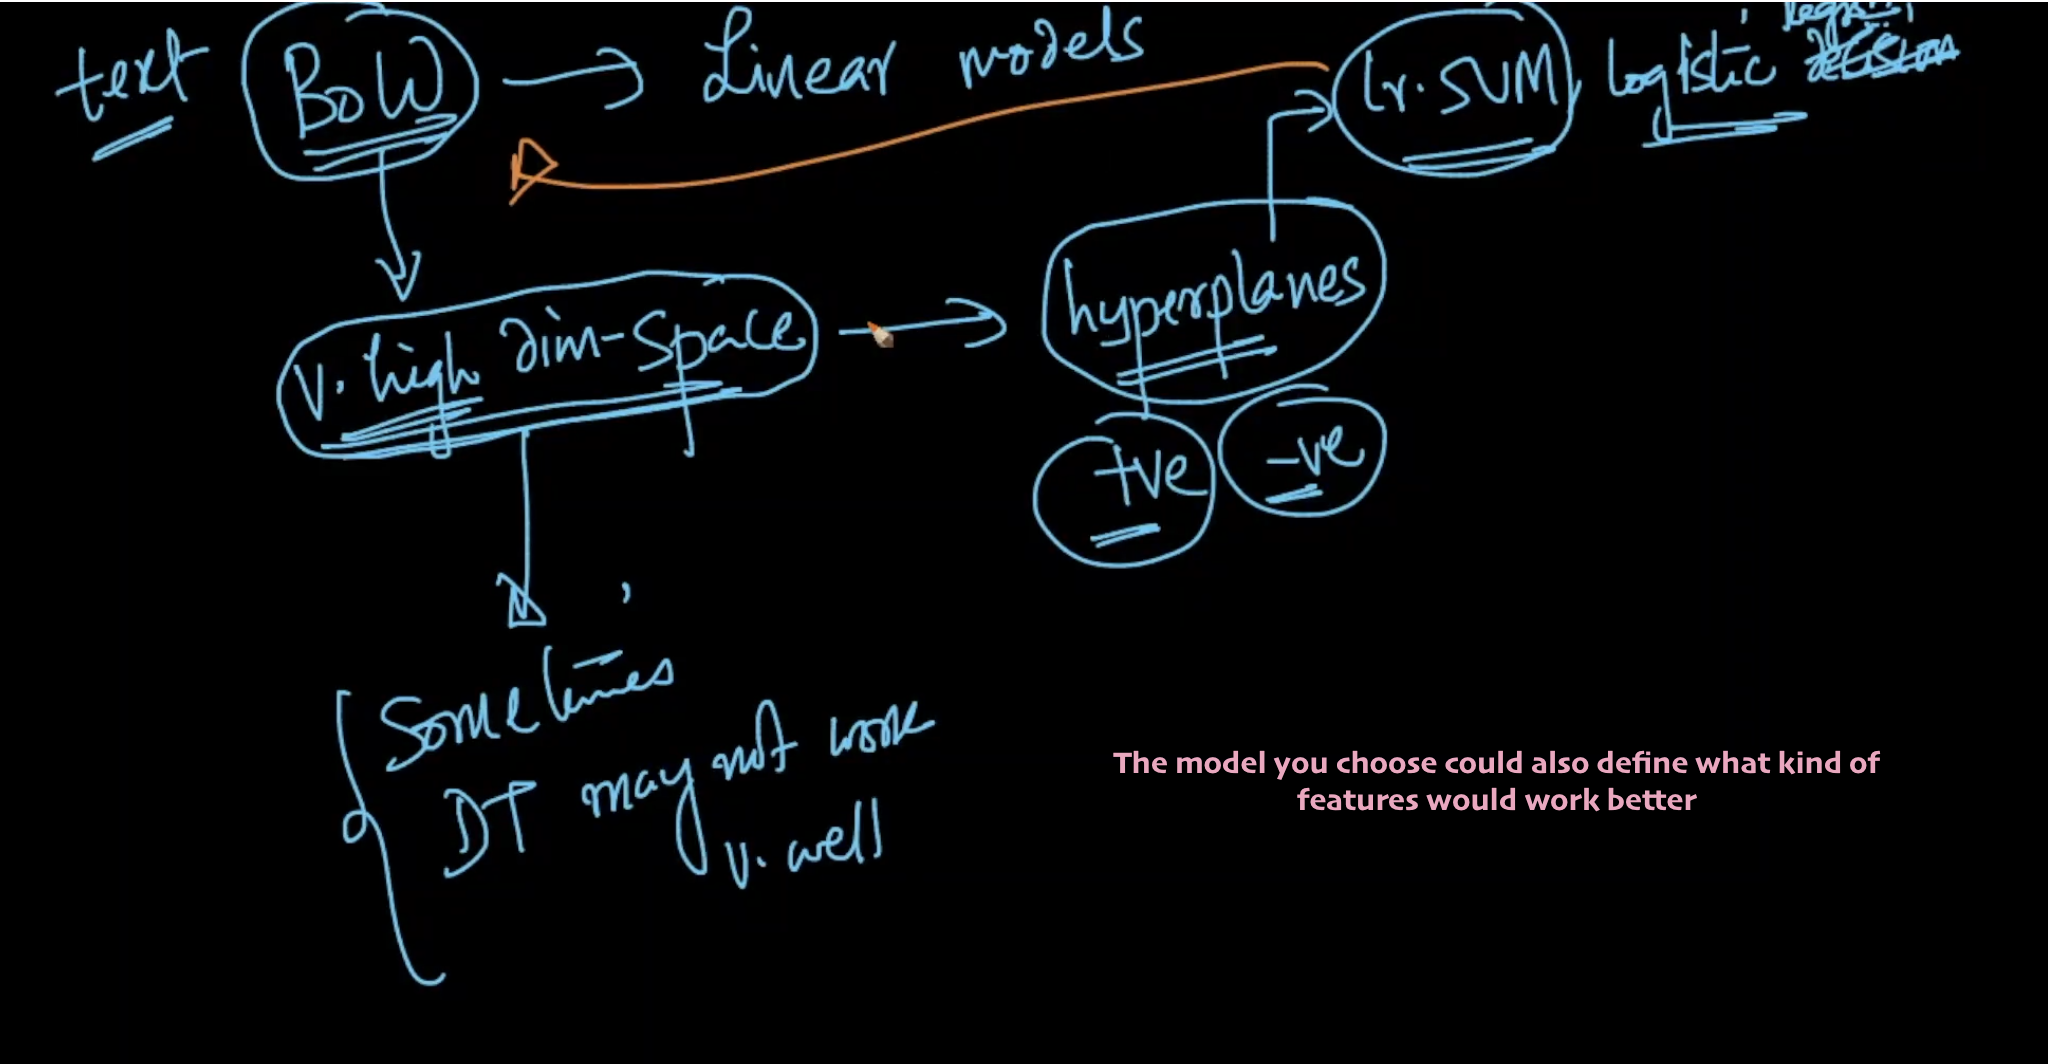 text BoW → Linear models lr. SVM, logistic regr
v. high dim-space → hyperplanes
+ve -ve
Sometimes
DT may not work
v. well
The model you choose could also define what kind of
features would work better